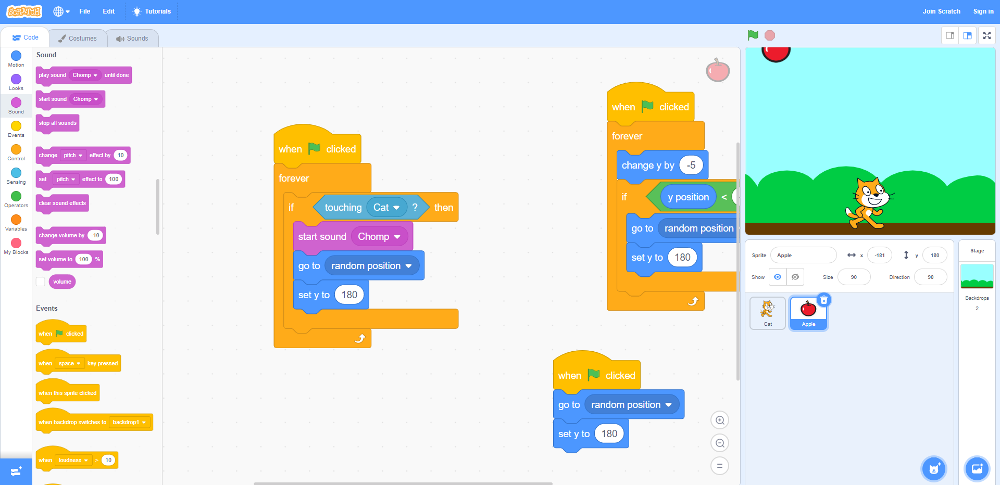 SCRATCH File Edit Tutorials Join Scratch Sign in
Code Costumes Sounds
Motion
Looks
Sound
Events
Control
Sensing
Operators
Variables
My Blocks
Sound
play sound Chomp until done
start sound Chomp
stop all sounds
change pitch effect by 10
set pitch effect to 100
clear sound effects
change volume by -10
set volume to 100 %
volume
Events
when clicked
when space key pressed
when this sprite clicked
when backdrop switches to backdrop1
when loudness > 10
when clicked
forever
if touching Cat ? then
start sound Chomp
go to random position
set y to 180
when clicked
forever
change y by -5
if y position <
go to random position
set y to 180
when clicked
go to random position
set y to 180
Sprite Apple x -181 y 180
Show Size 90 Direction 90
Cat
Apple
Stage
Backdrops
2